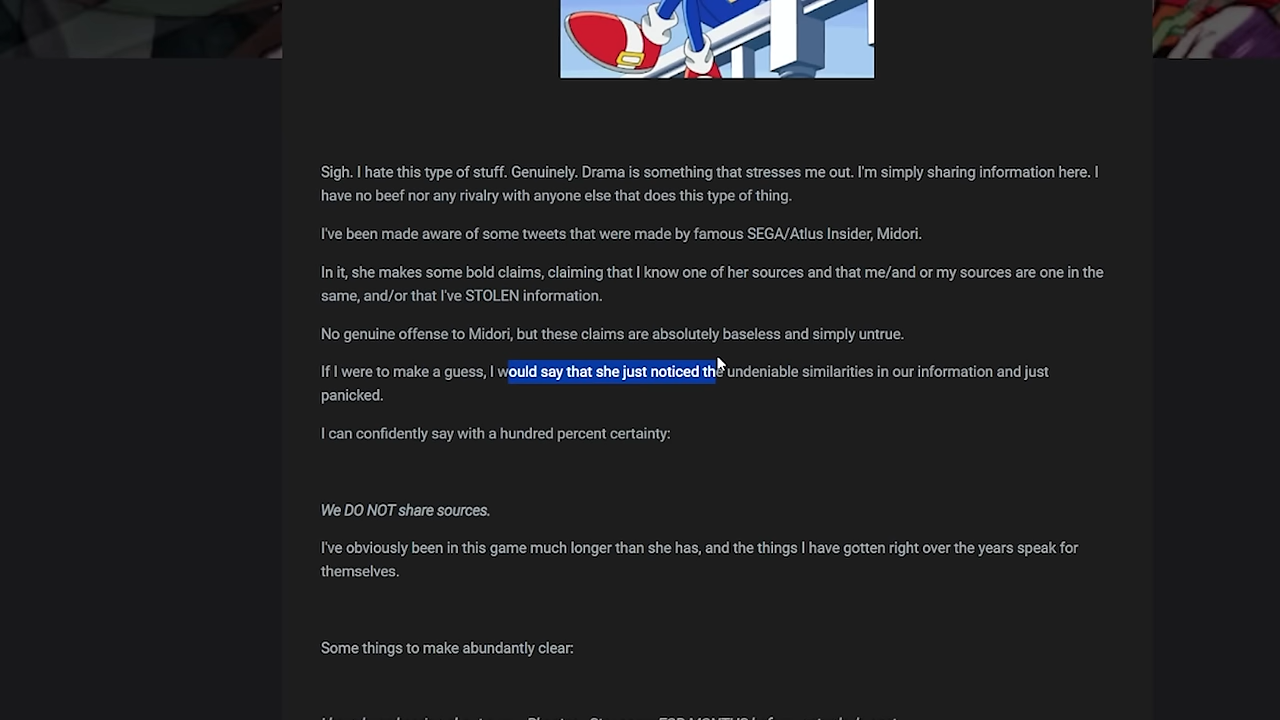 Sigh. I hate this type of stuff. Genuinely. Drama is something that stresses me out. I'm simply sharing information here. I
have no beef nor any rivalry with anyone else that does this type of thing.
I've been made aware of some tweets that were made by famous SEGA/Atlus Insider, Midori.
In it, she makes some bold claims, claiming that I know one of her sources and that me/and or my sources are one in the
same, and/or that I've STOLEN information.
No genuine offense to Midori, but these claims are absolutely baseless and simply untrue.
If I were to make a guess, I would say that she just noticed the undeniable similarities in our information and just
panicked.
I can confidently say with a hundred percent certainty:
We DO NOT share sources.
I've obviously been in this game much longer than she has, and the things I have gotten right over the years speak for
themselves.
Some things to make abundantly clear: